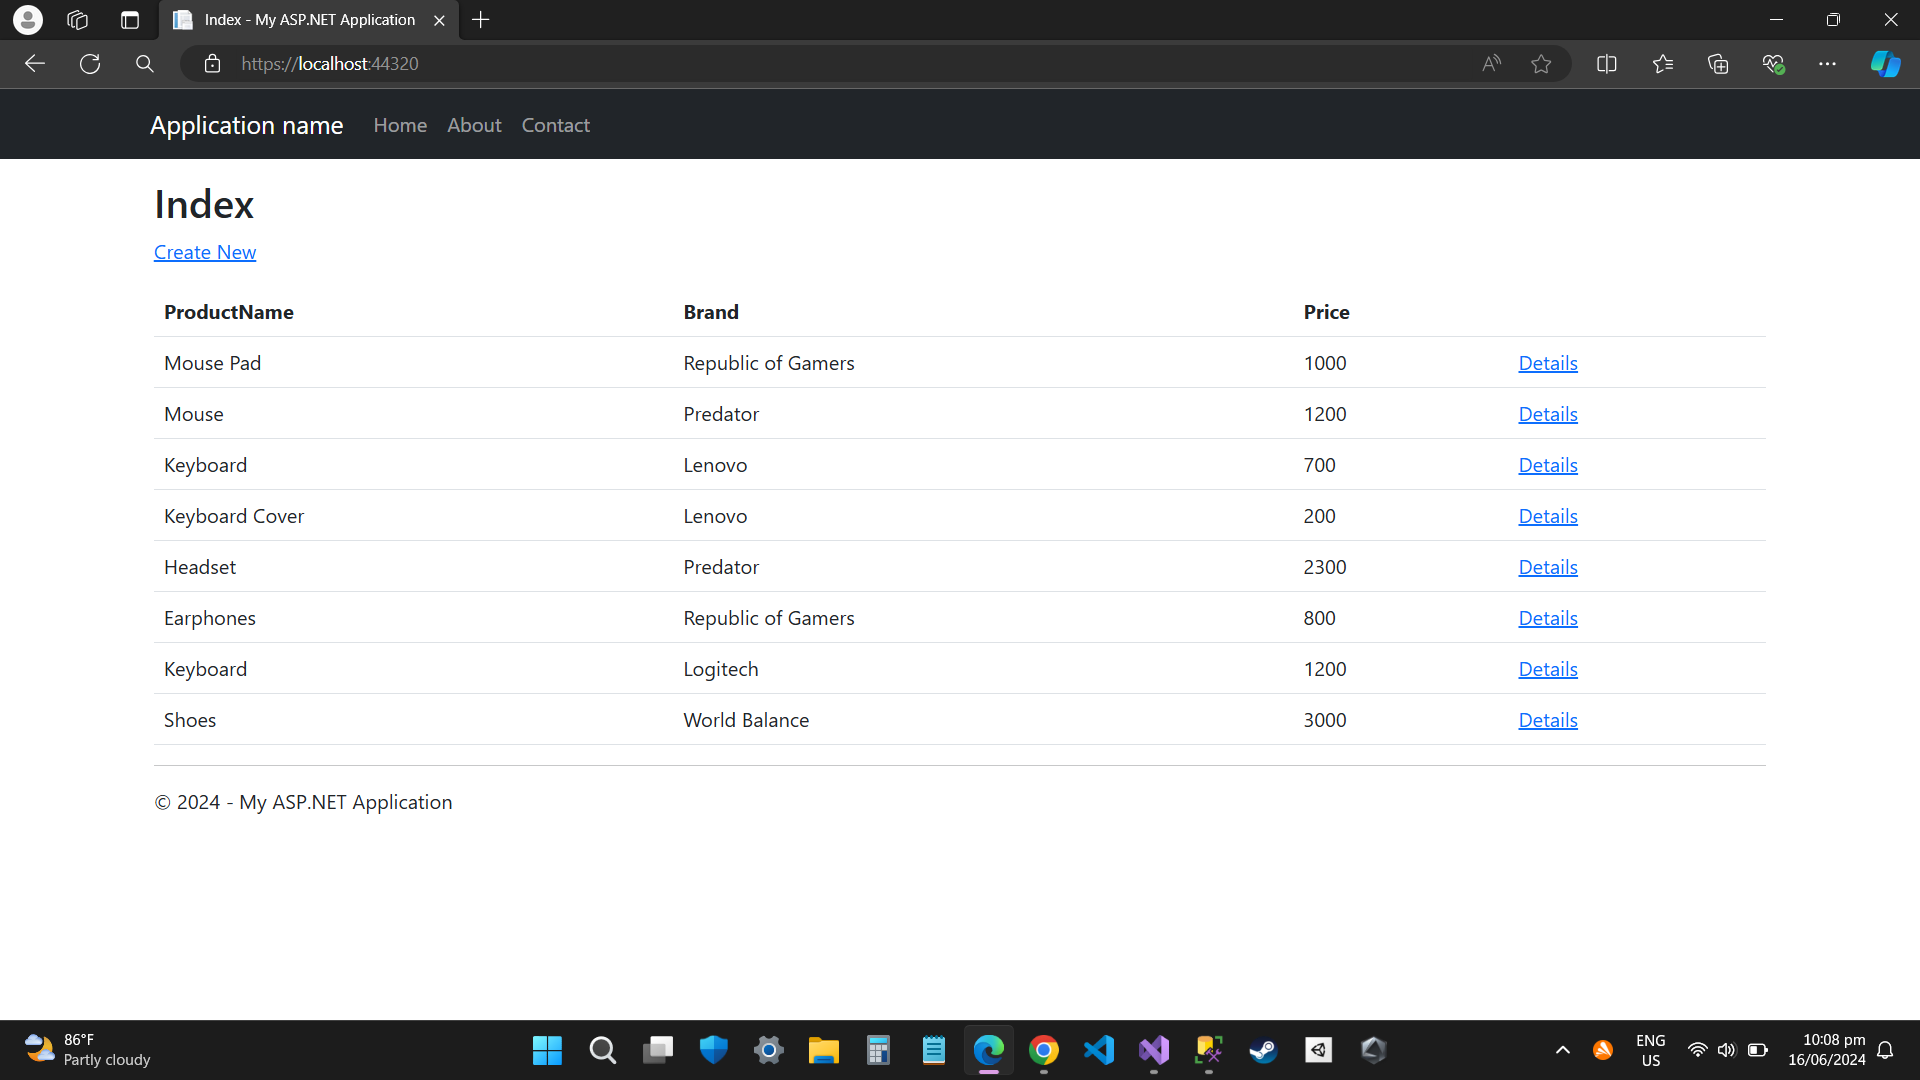 Index - My ASP.NET Application
https://localhost:44320
Application name Home About Contact
Index
Create New
ProductName Brand Price
Mouse Pad Republic of Gamers 1000 Details
Mouse Predator 1200 Details
Keyboard Lenovo 700 Details
Keyboard Cover Lenovo 200 Details
Headset Predator 2300 Details
Earphones Republic of Gamers 800 Details
Keyboard Logitech 1200 Details
Shoes World Balance 3000 Details
© 2024 - My ASP.NET Application
86°F
Partly cloudy
ENG
US
10:08 pm
16/06/2024